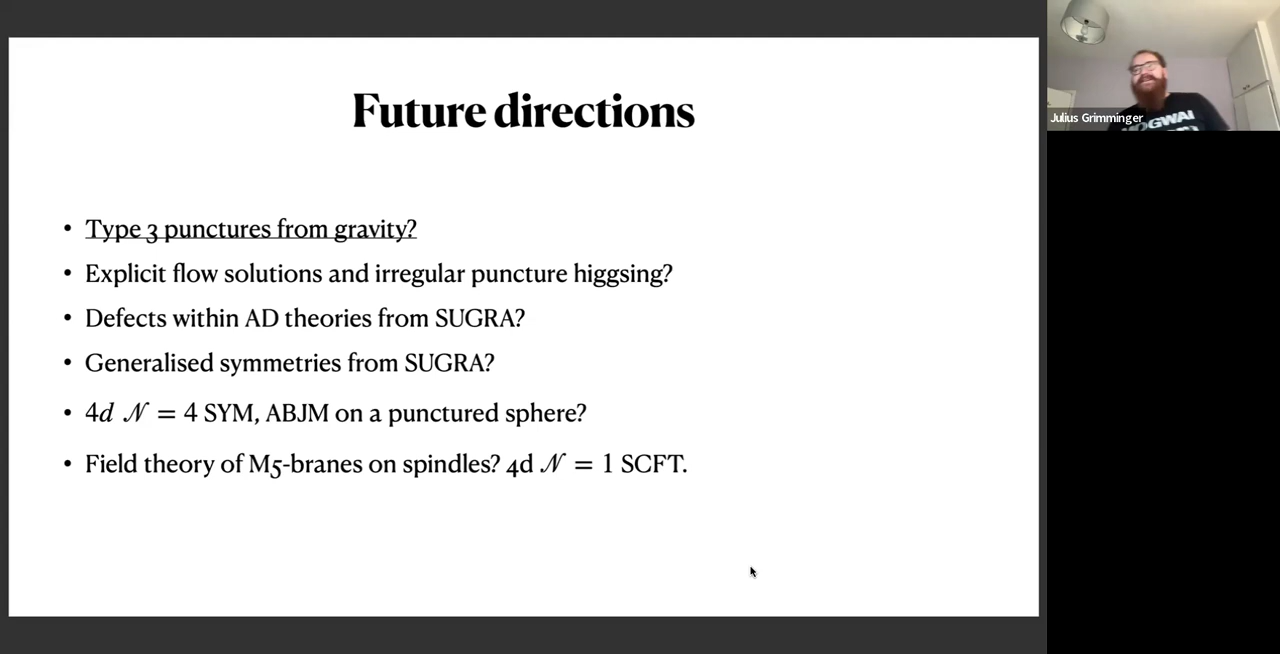 Future directions
• Type 3 punctures from gravity?
• Explicit flow solutions and irregular puncture higgsing?
• Defects within AD theories from SUGRA?
• Generalised symmetries from SUGRA?
• 4d 𝒩 = 4 SYM, ABJM on a punctured sphere?
• Field theory of M5-branes on spindles? 4d 𝒩 = 1 SCFT.
Julius Grimminger